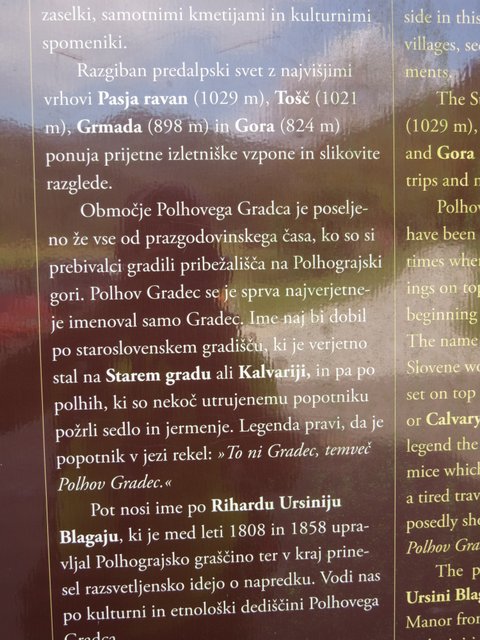 zaselki, samotnimi kmetijami in kulturnimi
spomeniki.
Razgiban predalpski svet z najvišjimi
vrhovi Pasja ravan (1029 m), Tošč (1021
m), Grmada (898 m) in Gora (824 m)
ponuja prijetne izletniške vzpone in slikovite
razglede.
Območje Polhovega Gradca je poselje-
no že vse od prazgodovinskega časa, ko so si
prebivalci gradili pribežališča na Polhograjski
gori. Polhov Gradec se je sprva najverjetne-
je imenoval samo Gradec. Ime naj bi dobil
po staroslovenskem gradišču, ki je verjetno
stal na Starem gradu ali Kalvariji, in pa po
polhih, ki so nekoč utrujenemu popotniku
požrli sedlo in jermenje. Legenda pravi, da je
popotnik v jezi rekel: »To ni Gradec, temveč
Polhov Gradec.«
Pot nosi ime po Rihardu Ursiniju
Blagaju, ki je med leti 1808 in 1858 upra-
vljal Polhograjsko graščino ter v kraj prine-
sel razsvetljensko idejo o napredku. Vodi nas
po kulturni in etnološki dediščini Polhovega
Gradca.
side in this
villages, se
ments.
The S
(1029 m),
and Gora
trips and
Polhov
have been
times when
ings on top
beginning
The name
Slovene wo
set on top
or Calvary
legend the
mice which
a tired trav
posedly sh
Polhov Gra
The p
Ursini Blag
Manor from